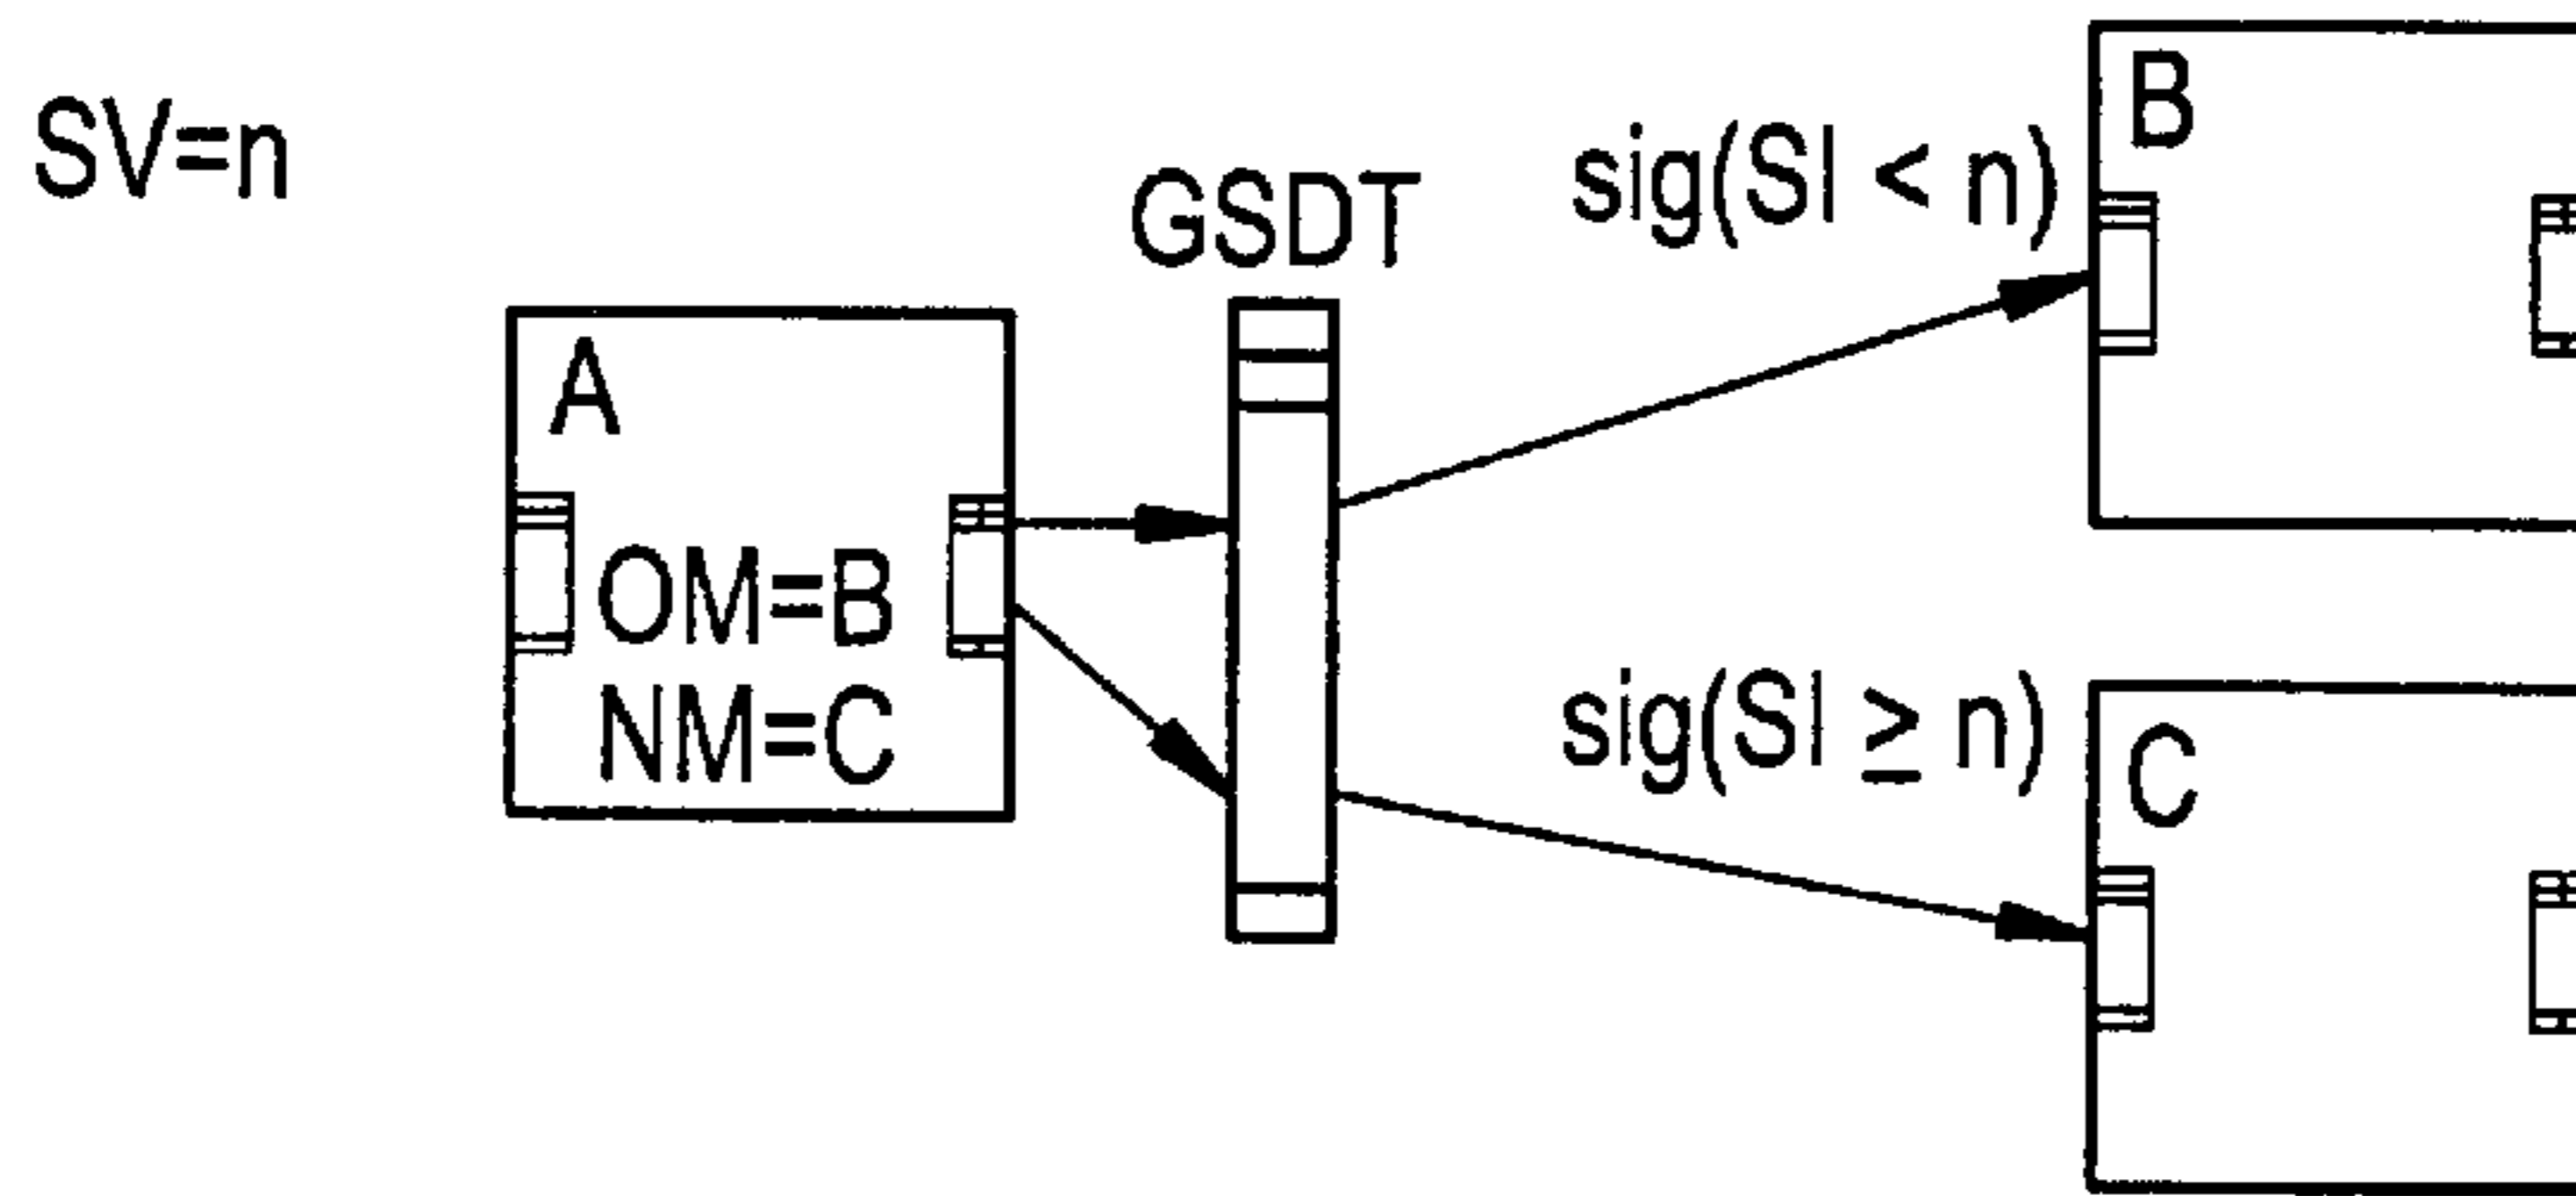 SV=n
GSDT
sig(SI < n)
B
A
OM=B
NM=C
sig(SI ≥ n)
C